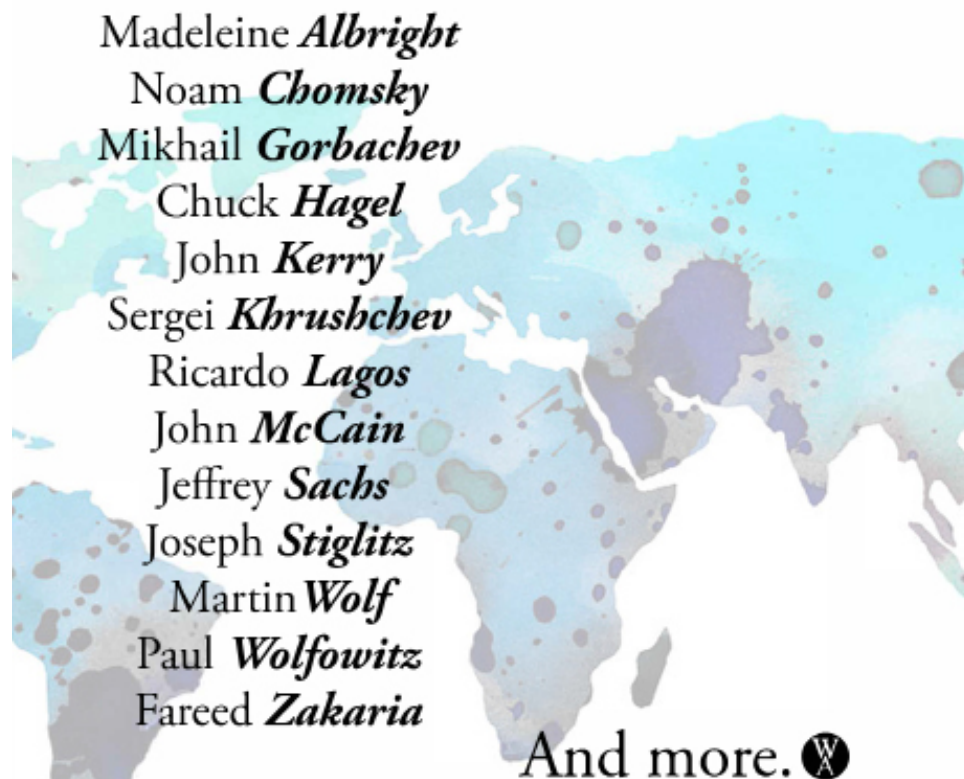 Madeleine Albright
Noam Chomsky
Mikhail Gorbachev
Chuck Hagel
John Kerry
Sergei Khrushchev
Ricardo Lagos
John McCain
Jeffrey Sachs
Joseph Stiglitz
Martin Wolf
Paul Wolfowitz
Fareed Zakaria
And more. WA